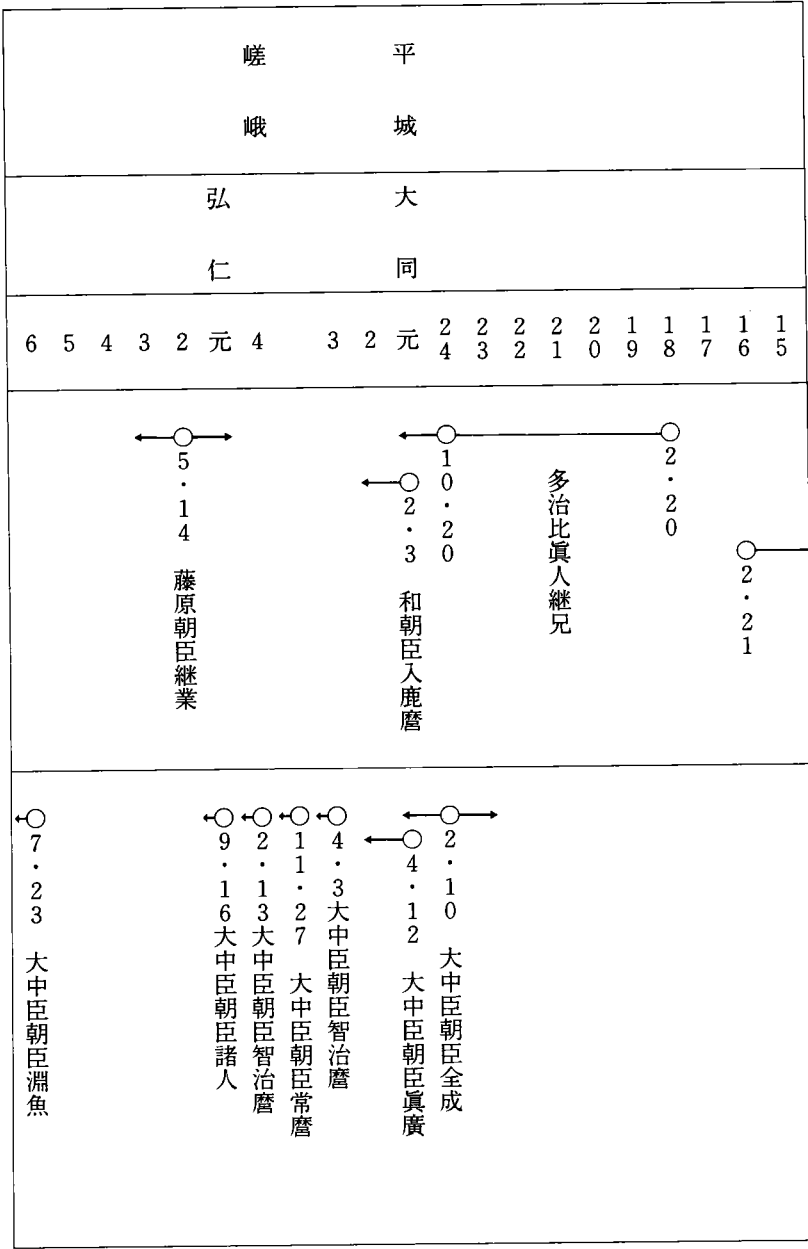 平城
嵯峨
大同
弘仁
15
16
17
18
19
20
21
22
23
24
元
2
3
4
元
2
3
4
5
6
2・21
2・20
多治比眞人継兄
10・20
2・3 和朝臣入鹿麿
5・14 藤原朝臣継業
2・10 大中臣朝臣全成
4・12 大中臣朝臣眞廣
4・3大中臣朝臣智治麿
11・27 大中臣朝臣常麿
2・13大中臣朝臣智治麿
9・16大中臣朝臣諸人
7・23 大中臣朝臣淵魚